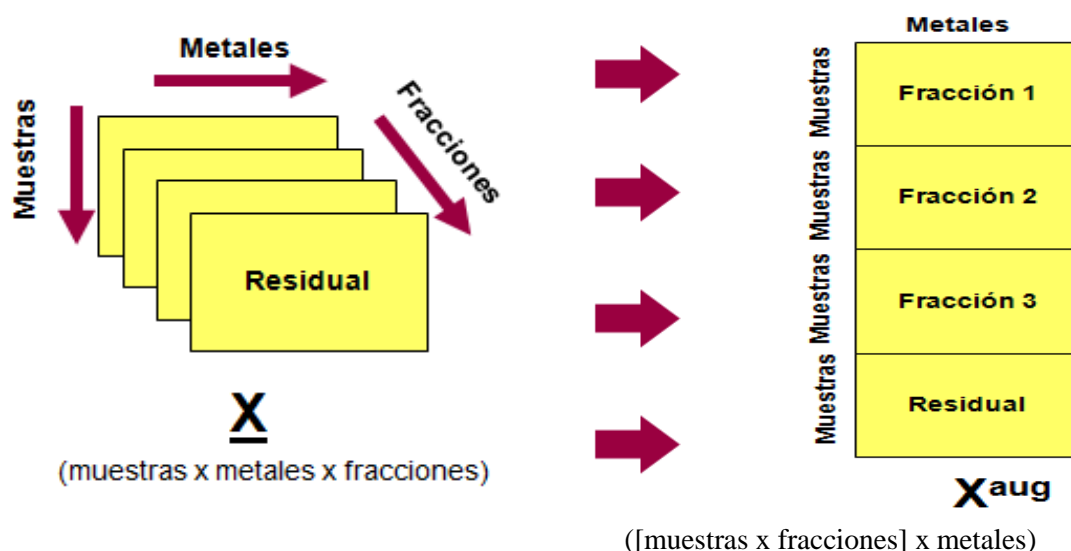 Metales
Muestras
Fracciones
Residual
X
(muestras x metales x fracciones)
Metales
Muestras
Fracción 1
Muestras
Fracción 2
Muestras
Fracción 3
Muestras
Residual
Xaug
([muestras x fracciones] x metales)